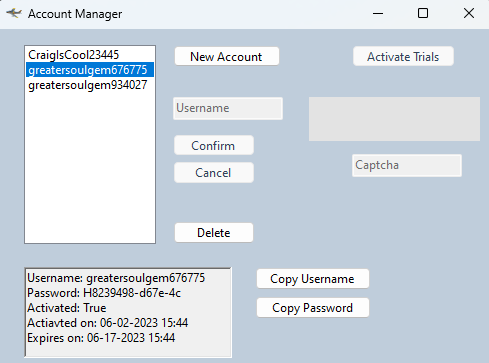 Account Manager
CraigIsCool23445
greatersoulgem676775
greatersoulgem934027
New Account
Activate Trials
Username
Confirm
Cancel
Captcha
Delete
Username: greatersoulgem676775
Password: H8239498-d67e-4c
Activated: True
Actiavted on: 06-02-2023 15:44
Expires on: 06-17-2023 15:44
Copy Username
Copy Password